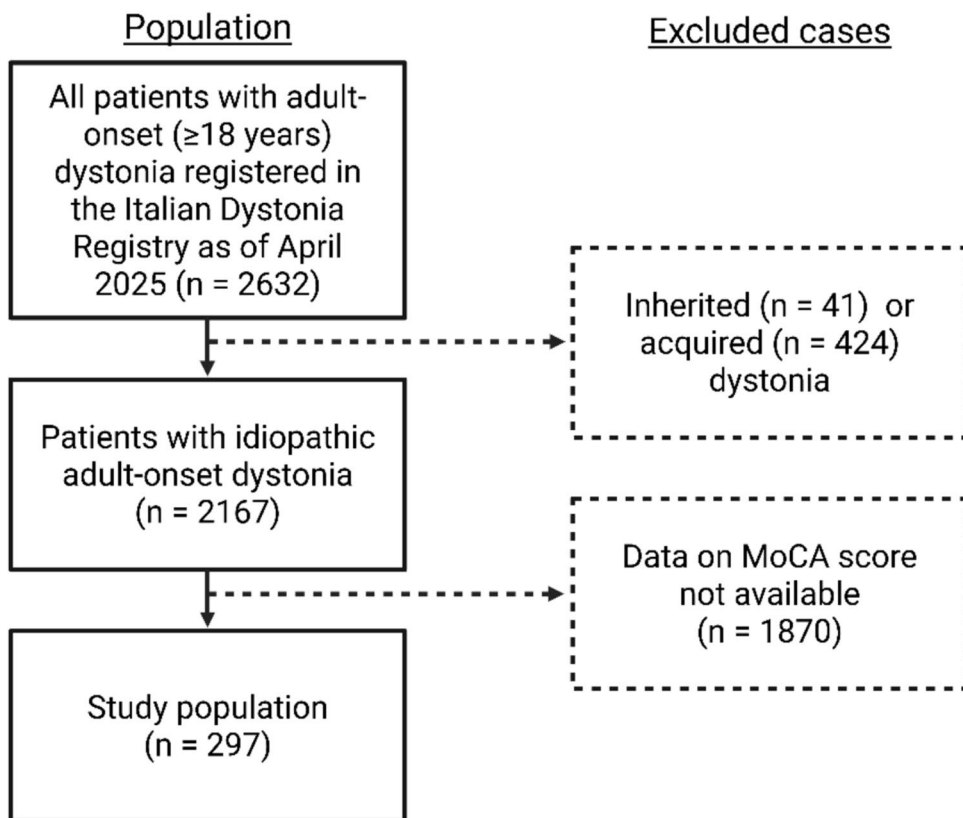 Population
Excluded cases
All patients with adult-
onset (≥18 years)
dystonia registered in
the Italian Dystonia
Registry as of April
2025 (n = 2632)
Inherited (n = 41) or
acquired (n = 424)
dystonia
Patients with idiopathic
adult-onset dystonia
(n = 2167)
Data on MoCA score
not available
(n = 1870)
Study population
(n = 297)